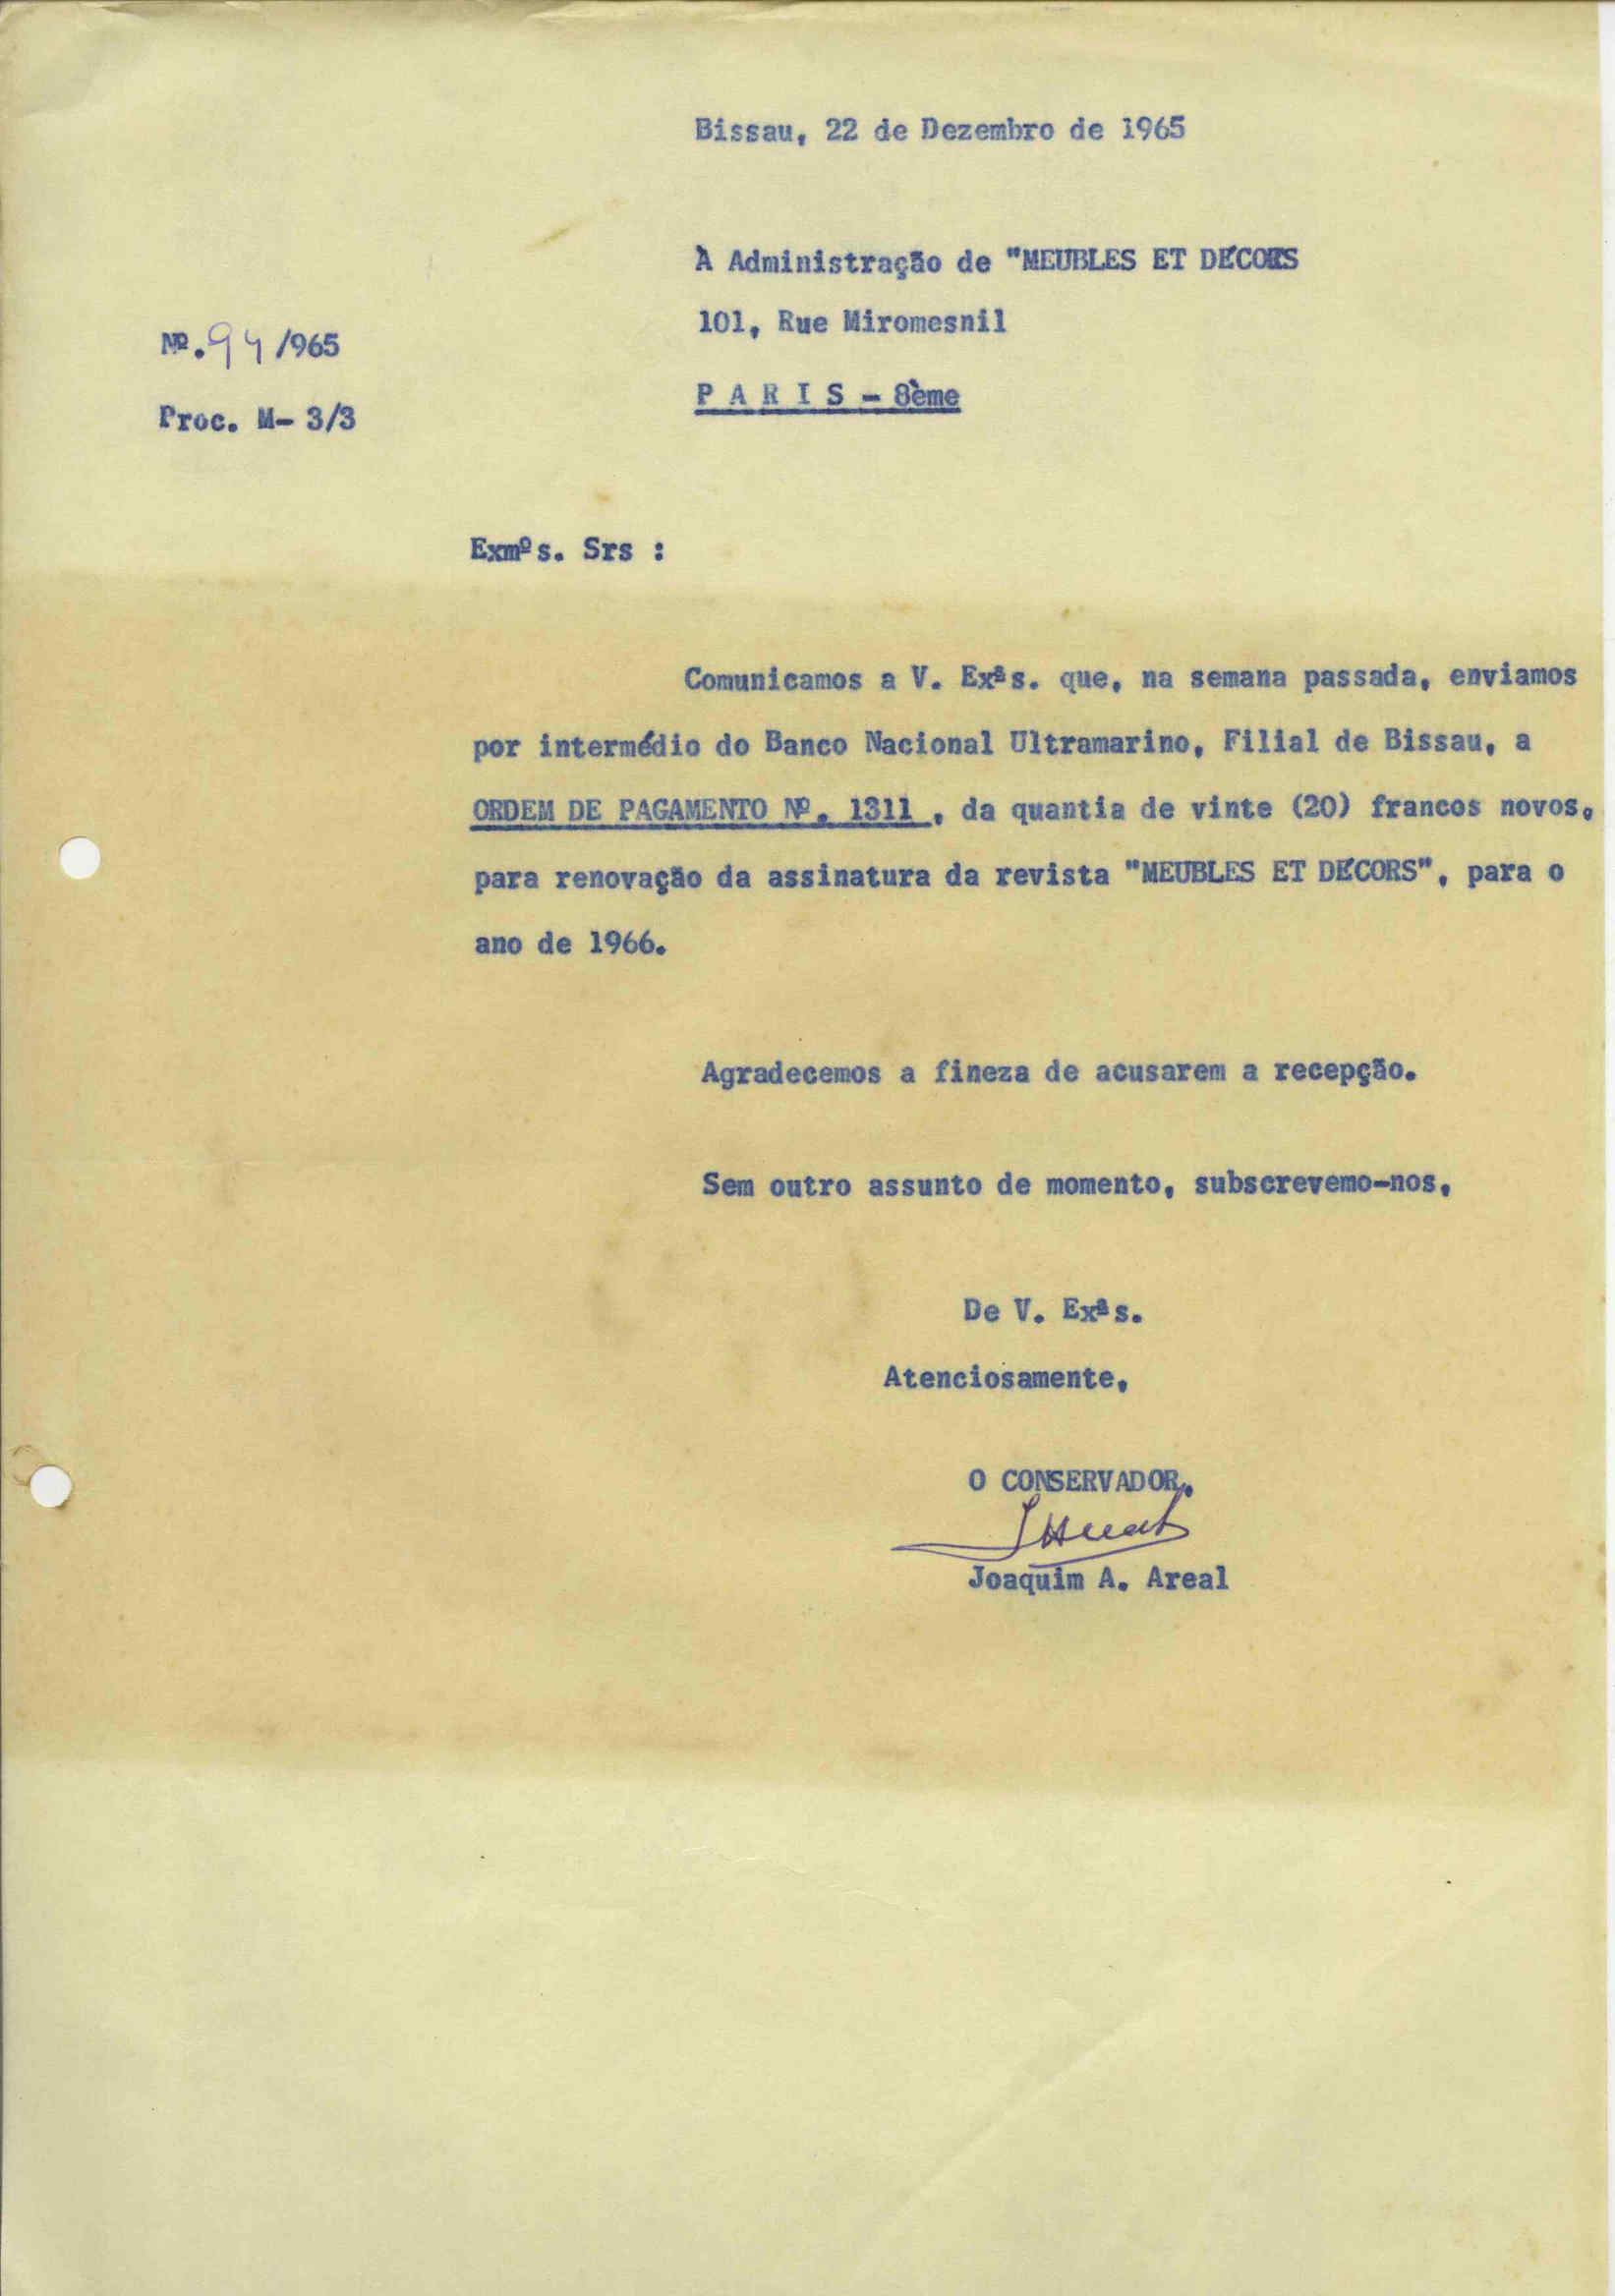 Bissau, 22 de Dezembro de 1965
À Administração de "MEUBLES ET DÉCORS
101, Rue Miromesnil
Nº.94/965
P A R I S - 8ème
Proc. M- 3/3
Exmºs. Srs :
Comunicamos a V. Exªs. que, na semana passada, enviamos
por intermédio do Banco Nacional Ultramarino, Filial de Bissau, a
ORDEM DE PAGAMENTO Nº. 1311 , da quantia de vinte (20) francos novos,
para renovação da assinatura da revista "MEUBLES ET DÉCORS", para o
ano de 1966.
Agradecemos a fineza de acusarem a recepção.
Sem outro assunto de momento, subscrevemo-nos,
De V. Exªs.
Atenciosamente,
O CONSERVADOR,
Joaquim A. Areal